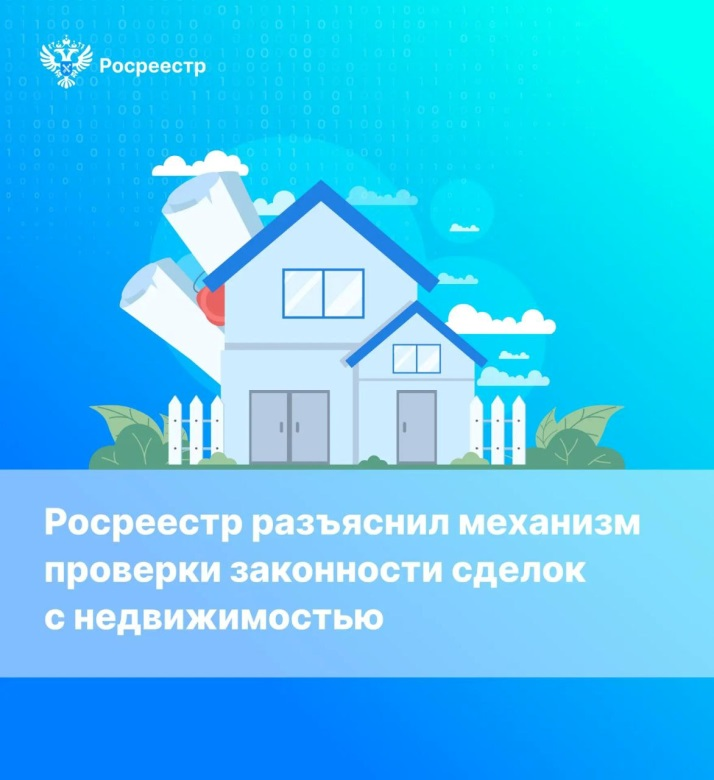 Росреестр
Росреестр разъяснил механизм
проверки законности сделок
с недвижимостью